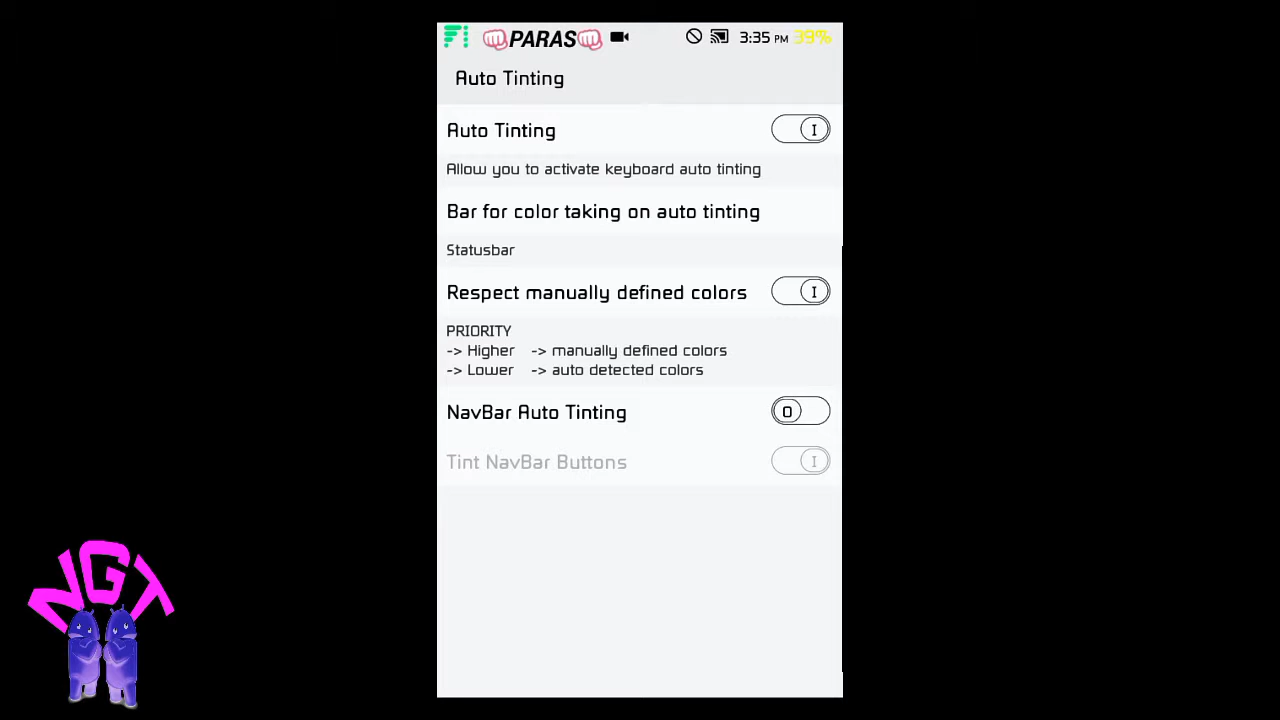 PARAS 3:35 PM 39%
Auto Tinting
Auto Tinting
Allow you to activate keyboard auto tinting
Bar for color taking on auto tinting
Statusbar
Respect manually defined colors
PRIORITY
-> Higher -> manually defined colors
-> Lower -> auto detected colors
NavBar Auto Tinting
Tint NavBar Buttons
NGT